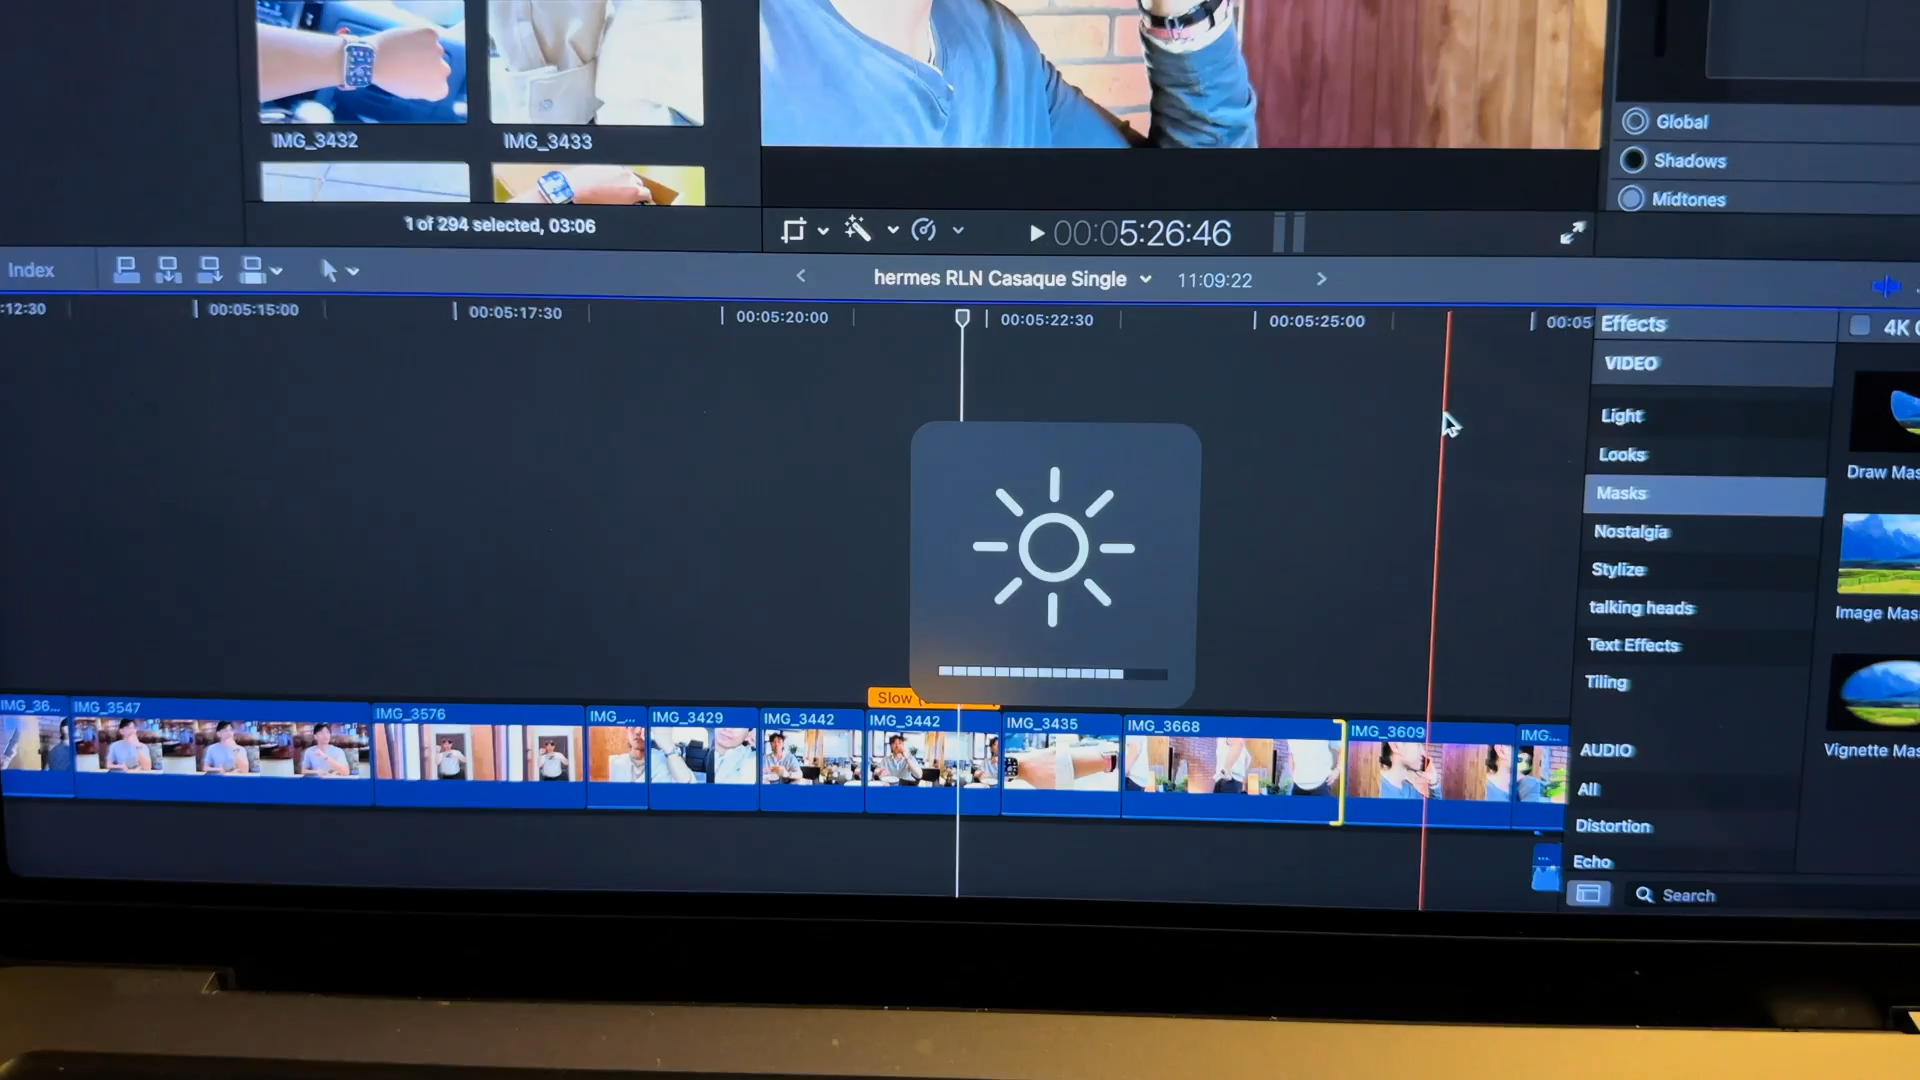 IMG_3432
IMG_3433
1 of 294 selected, 03:06
00:05:26:46
Global
Shadows
Midtones
Index
hermes RLN Casaque Single
11:09:22
:12:30
00:05:15:00
00:05:17:30
00:05:20:00
00:05:22:30
00:05:25:00
00:05
Effects
4K
VIDEO
Light
Looks
Masks
Nostalgia
Stylize
talking heads
Text Effects
Tiling
AUDIO
All
Distortion
Echo
Search
Draw Mas
Image Mas
Vignette Mas
Slow
IMG_36...
IMG_3547
IMG_3576
IMG_...
IMG_3429
IMG_3442
IMG_3442
IMG_3435
IMG_3668
IMG_3609
IMG...